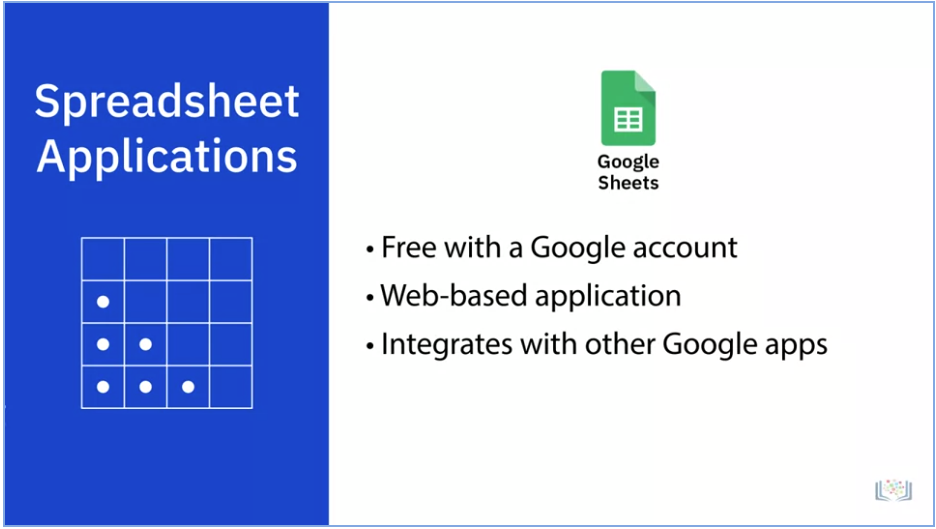 Spreadsheet
Applications
Google
Sheets
• Free with a Google account
• Web-based application
• Integrates with other Google apps